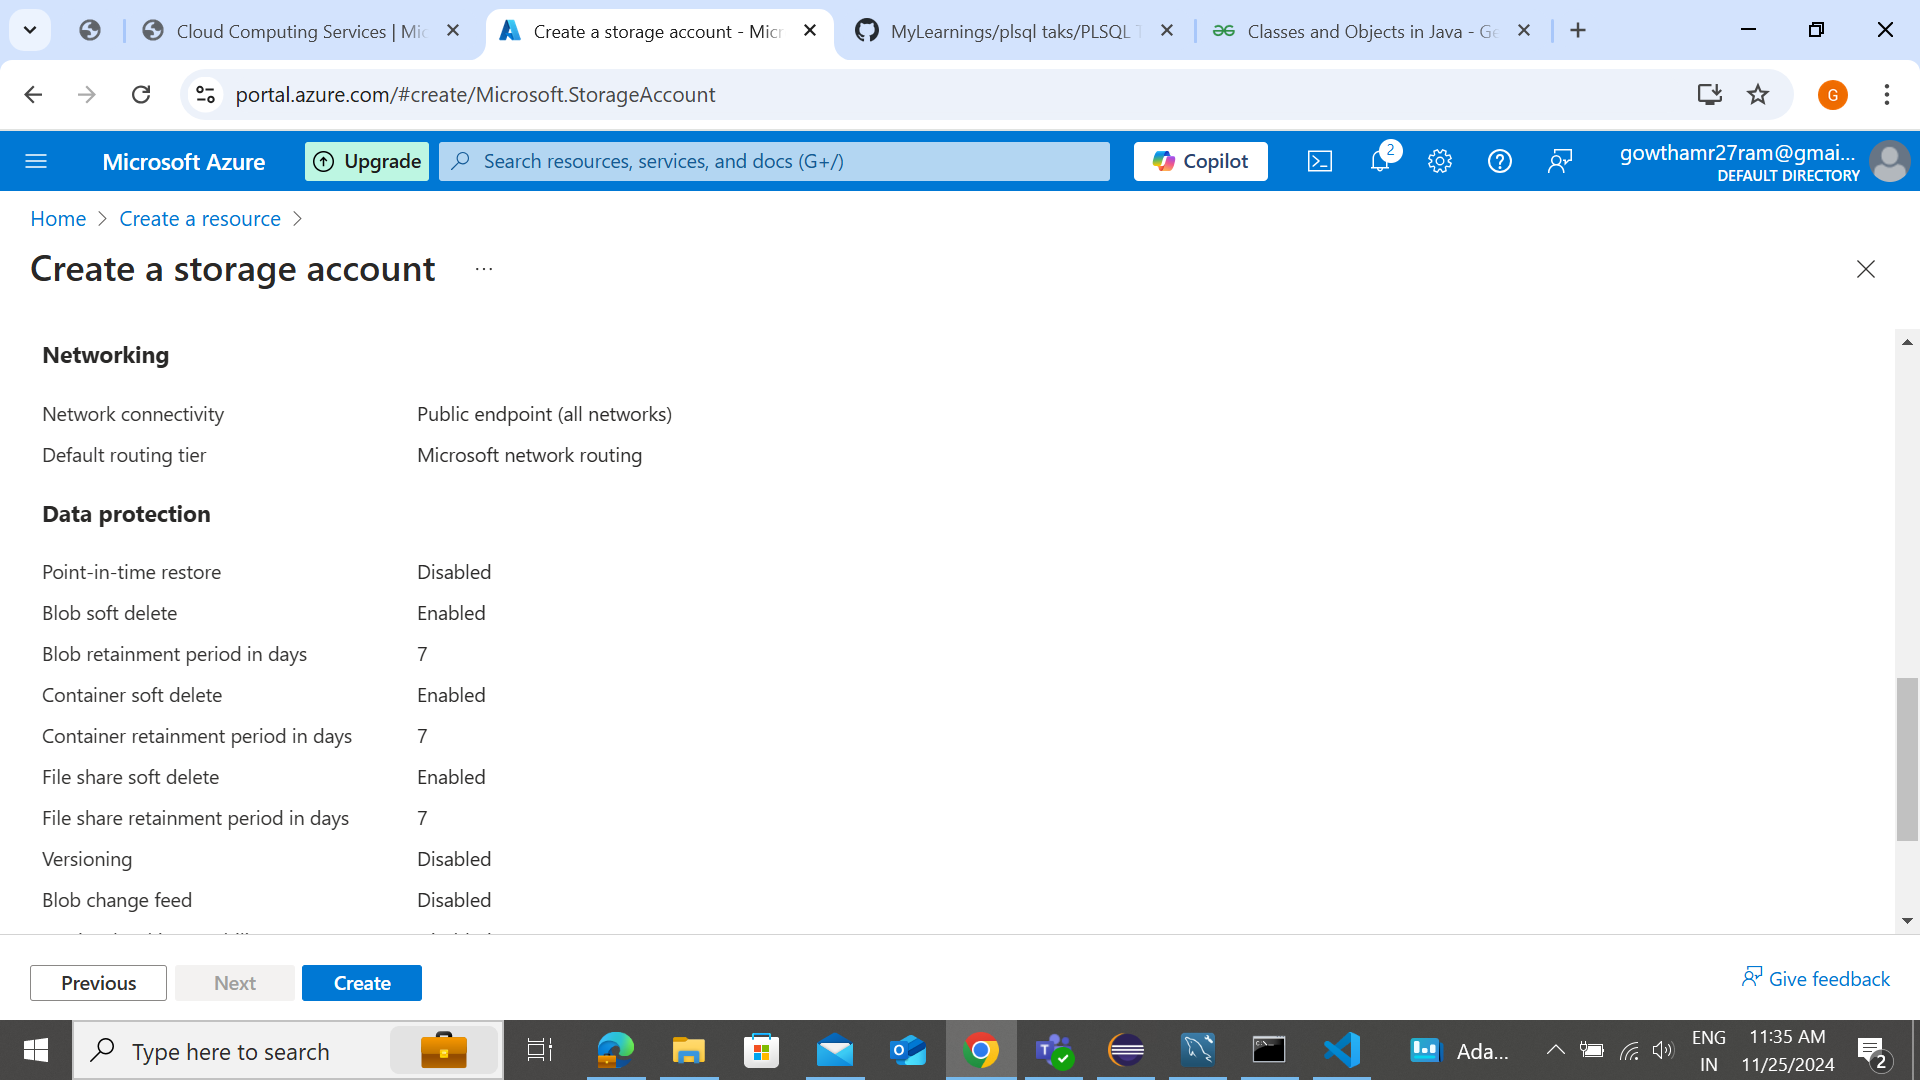 Cloud Computing Services | Mic
Create a storage account - Micr
MyLearnings/plsql taks/PLSQL T
Classes and Objects in Java - Ge
portal.azure.com/#create/Microsoft.StorageAccount
G
Microsoft Azure
Upgrade
Search resources, services, and docs (G+/)
Copilot
2
gowthamr27ram@gmai...
DEFAULT DIRECTORY
Home
Create a resource
Create a storage account
...
Networking
Network connectivity Public endpoint (all networks)
Default routing tier Microsoft network routing
Data protection
Point-in-time restore Disabled
Blob soft delete Enabled
Blob retainment period in days 7
Container soft delete Enabled
Container retainment period in days 7
File share soft delete Enabled
File share retainment period in days 7
Versioning Disabled
Blob change feed Disabled
Previous
Next
Create
Give feedback
Type here to search
Ada...
ENG
IN
11:35 AM
11/25/2024
2